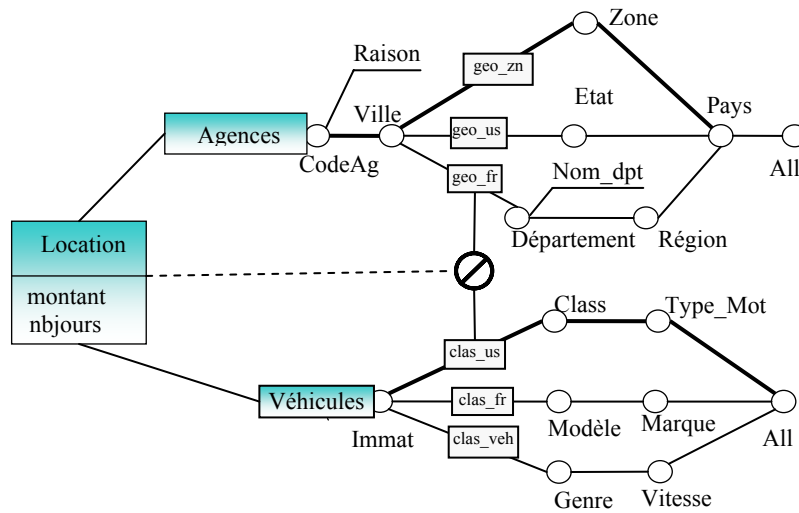 Zone
Raison
geo_zn
Ville
Etat
Pays
Agences
geo_us
CodeAg
All
geo_fr
Nom_dpt
Département
Région
Location
montant
nbjours
Class
Type_Mot
clas_us
Véhicules
clas_fr
Immat
Modèle
Marque
All
clas_veh
Genre
Vitesse